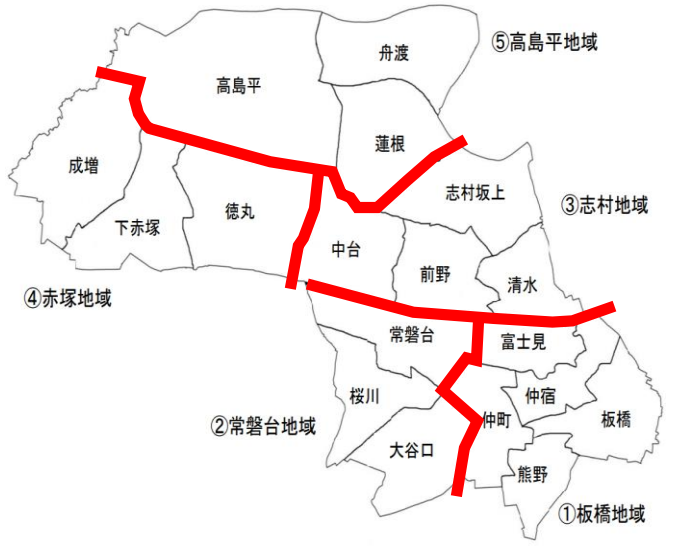 舟渡
⑤高島平地域
高島平
蓮根
成増
志村坂上
③志村地域
徳丸
下赤塚
中台
前野
清水
④赤塚地域
常磐台
富士見
桜川
仲宿
仲町
板橋
②常磐台地域
大谷口
熊野
①板橋地域